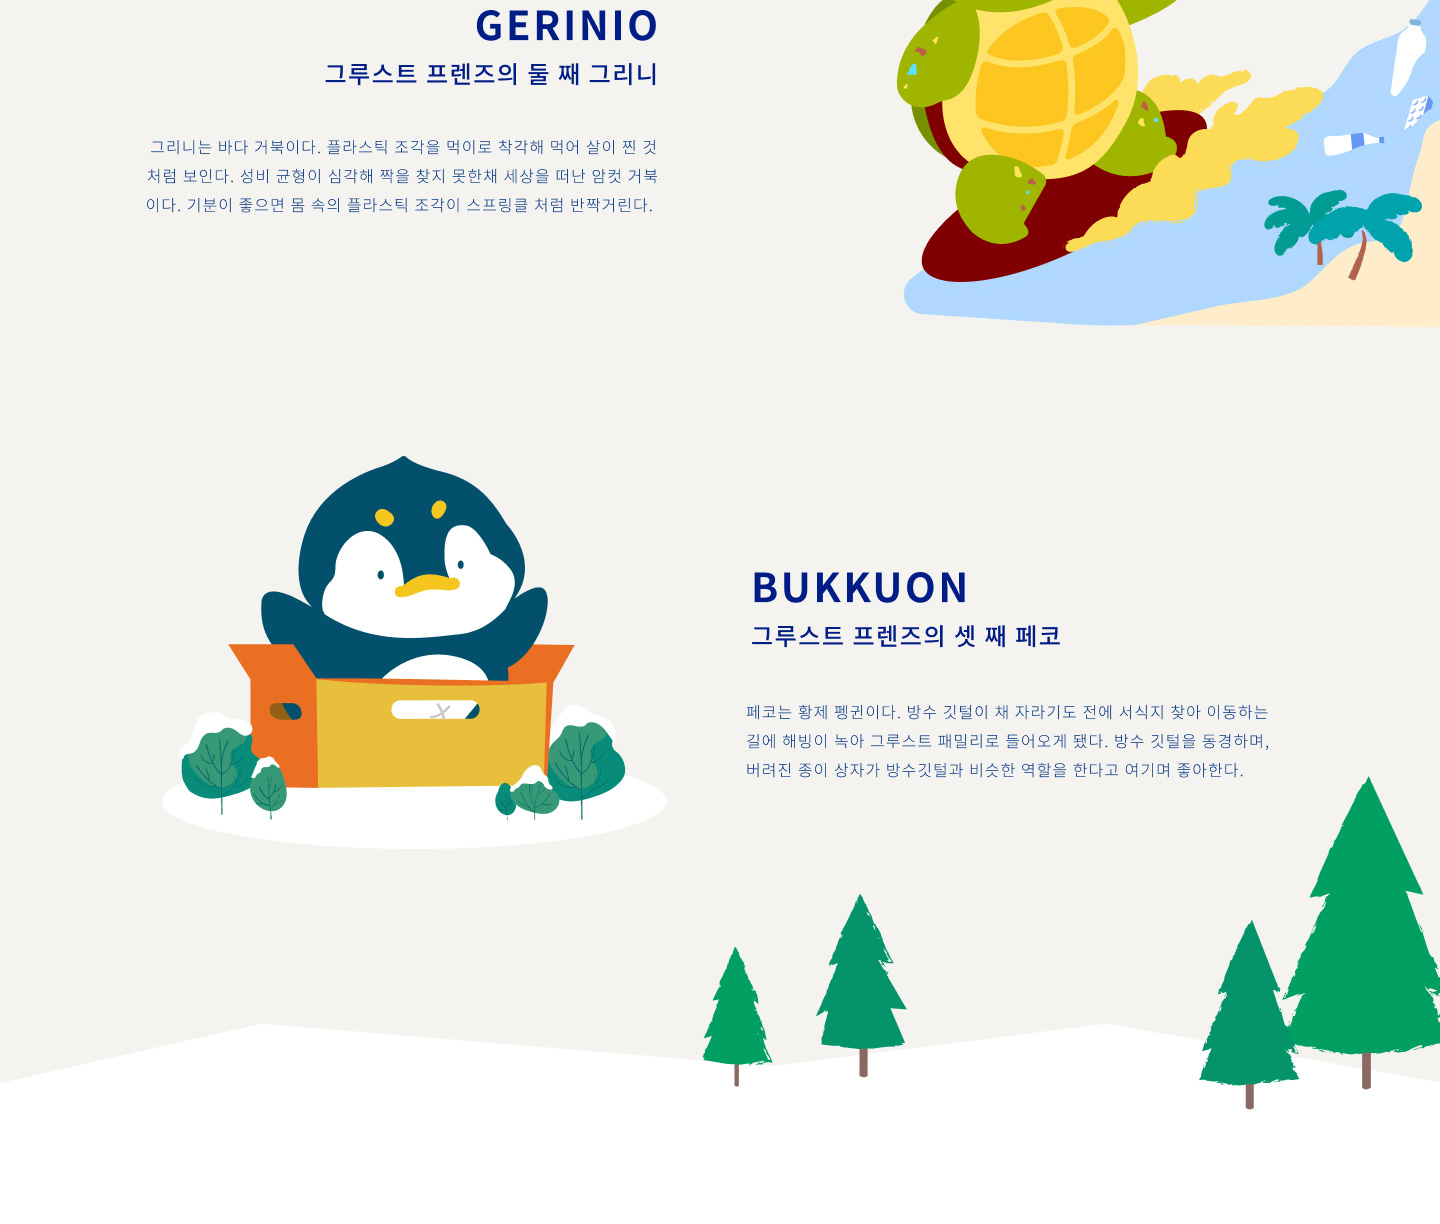 GERINIO
그루스트 프렌즈의 둘 째 그리니
그리니는 바다 거북이다. 플라스틱 조각을 먹이로 착각해 먹어 살이 찐 것
처럼 보인다. 성비 균형이 심각해 짝을 찾지 못한채 세상을 떠난 암컷 거북
이다. 기분이 좋으면 몸 속의 플라스틱 조각이 스프링클 처럼 반짝거린다.
BUKKUON
그루스트 프렌즈의 셋 째 페코
페코는 황제 펭귄이다. 방수 깃털이 채 자라기도 전에 서식지 찾아 이동하는
길에 해빙이 녹아 그루스트 패밀리로 들어오게 됐다. 방수 깃털을 동경하며,
버려진 종이 상자가 방수깃털과 비슷한 역할을 한다고 여기며 좋아한다.